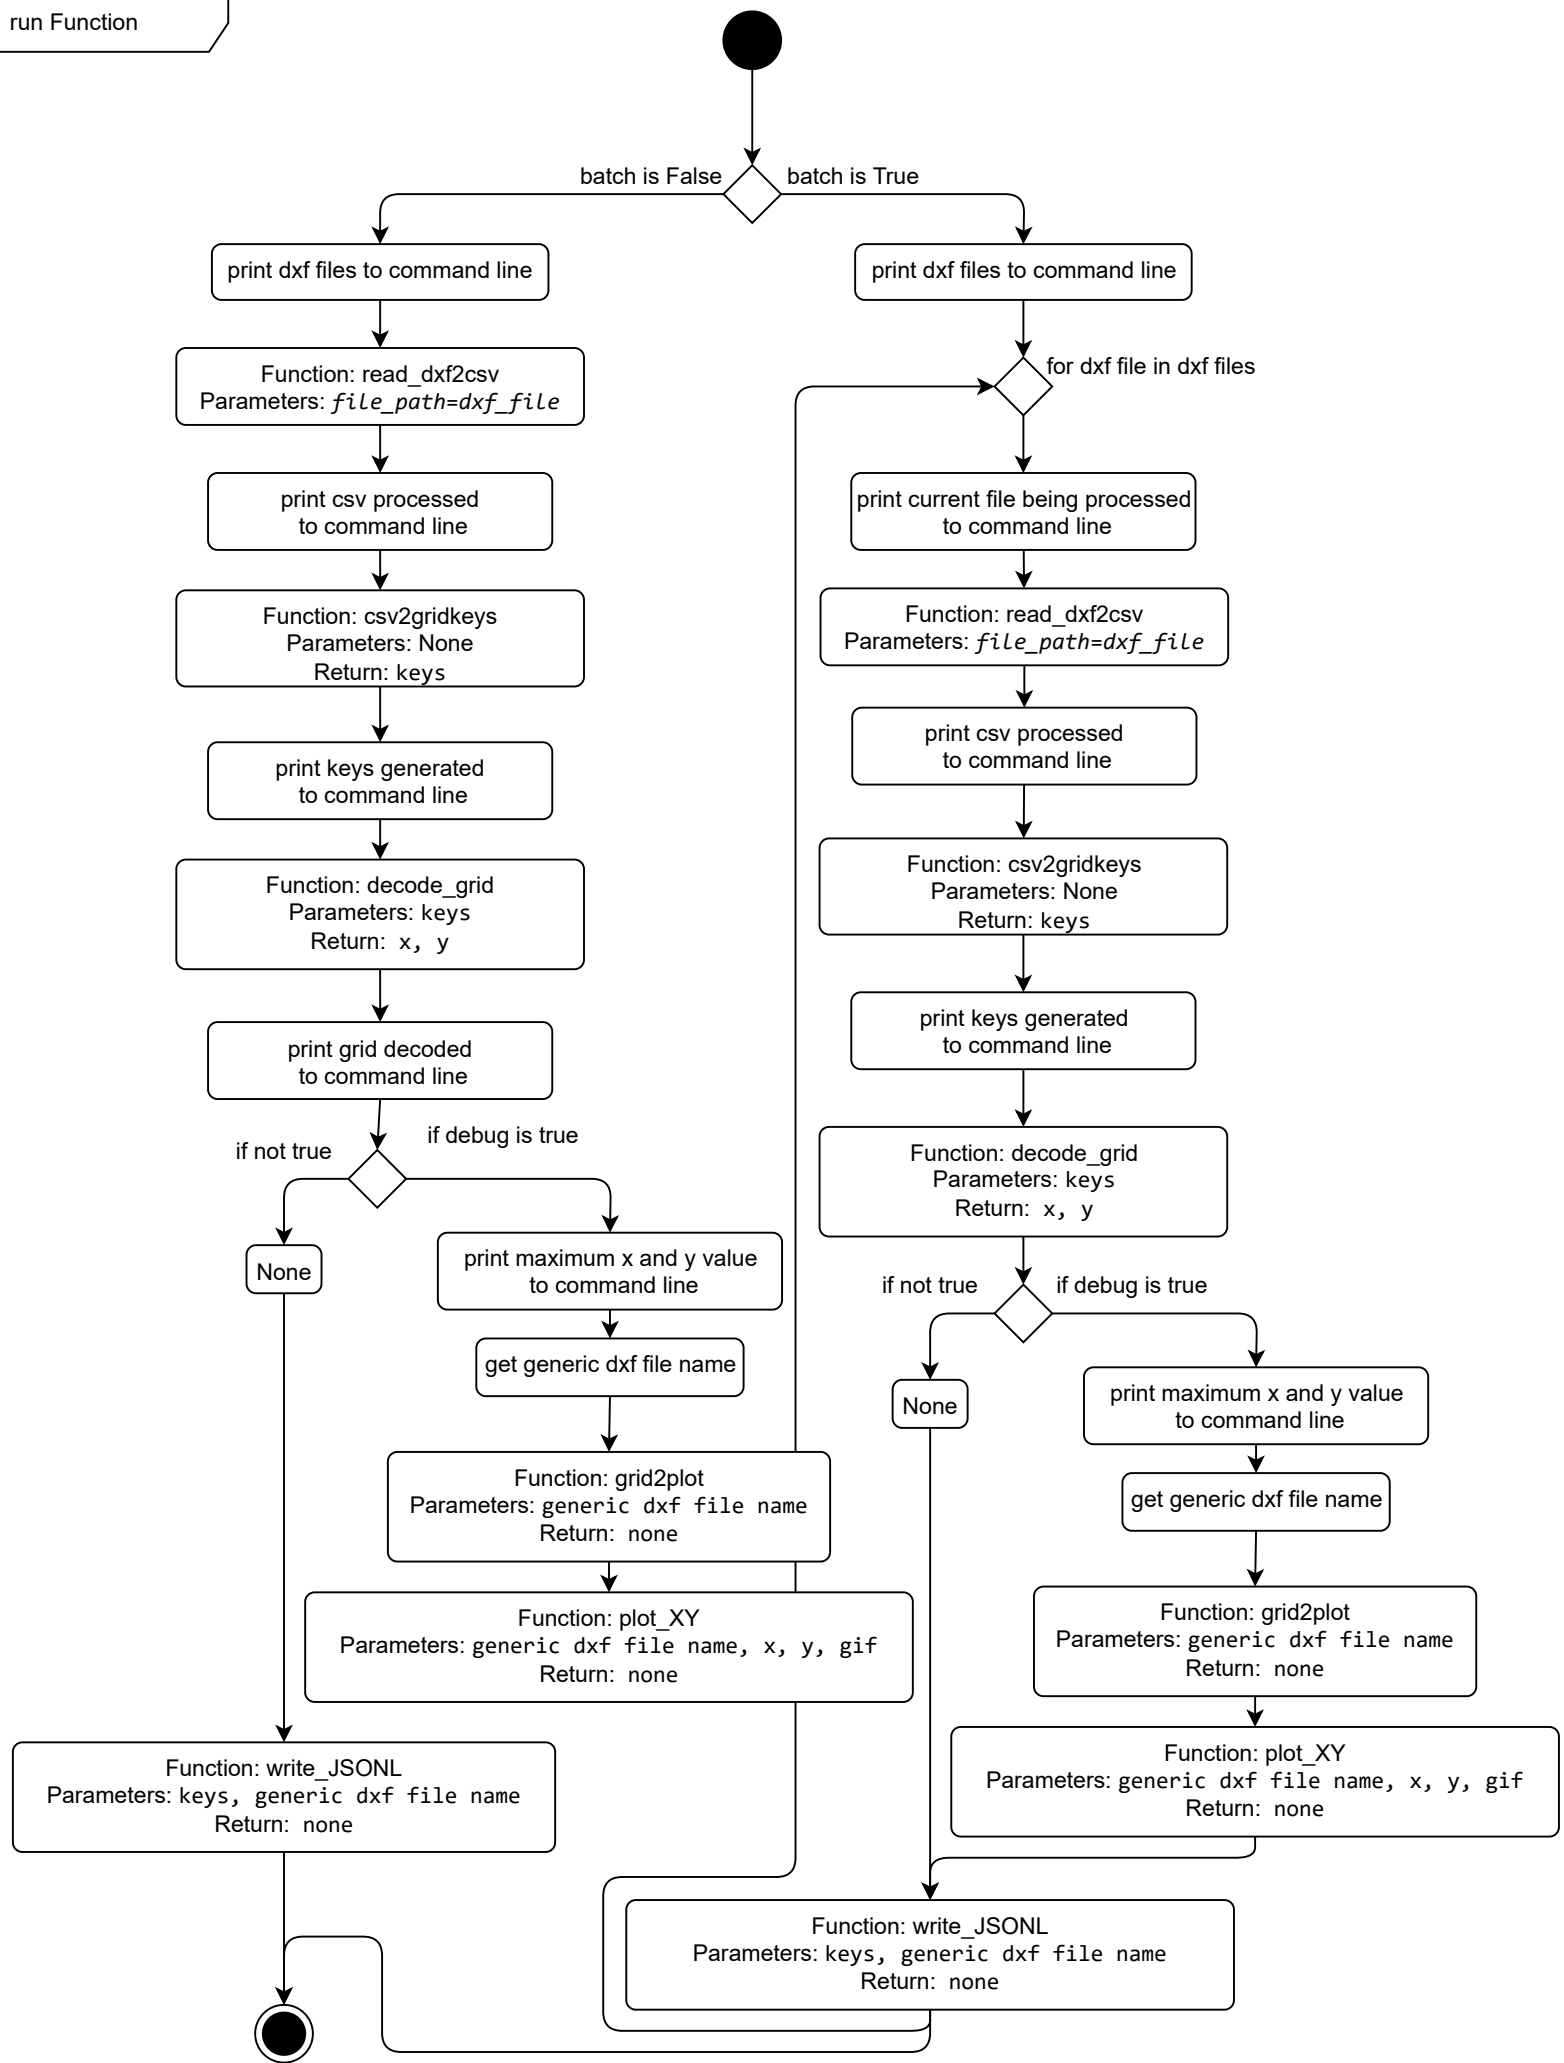 run Function
batch is False
batch is True
print dxf files to command line
Function: read_dxf2csv
Parameters: file_path=dxf_file
print csv processed
to command line
Function: csv2gridkeys
Parameters: None
Return: keys
print keys generated
to command line
Function: decode_grid
Parameters: keys
Return: x, y
print grid decoded
to command line
if not true
if debug is true
None
print maximum x and y value
to command line
get generic dxf file name
Function: grid2plot
Parameters: generic dxf file name
Return: none
Function: plot_XY
Parameters: generic dxf file name, x, y, gif
Return: none
Function: write_JSONL
Parameters: keys, generic dxf file name
Return: none
print dxf files to command line
for dxf file in dxf files
print current file being processed
to command line
Function: read_dxf2csv
Parameters: file_path=dxf_file
print csv processed
to command line
Function: csv2gridkeys
Parameters: None
Return: keys
print keys generated
to command line
Function: decode_grid
Parameters: keys
Return: x, y
if not true
if debug is true
None
print maximum x and y value
to command line
get generic dxf file name
Function: grid2plot
Parameters: generic dxf file name
Return: none
Function: plot_XY
Parameters: generic dxf file name, x, y, gif
Return: none
Function: write_JSONL
Parameters: keys, generic dxf file name
Return: none